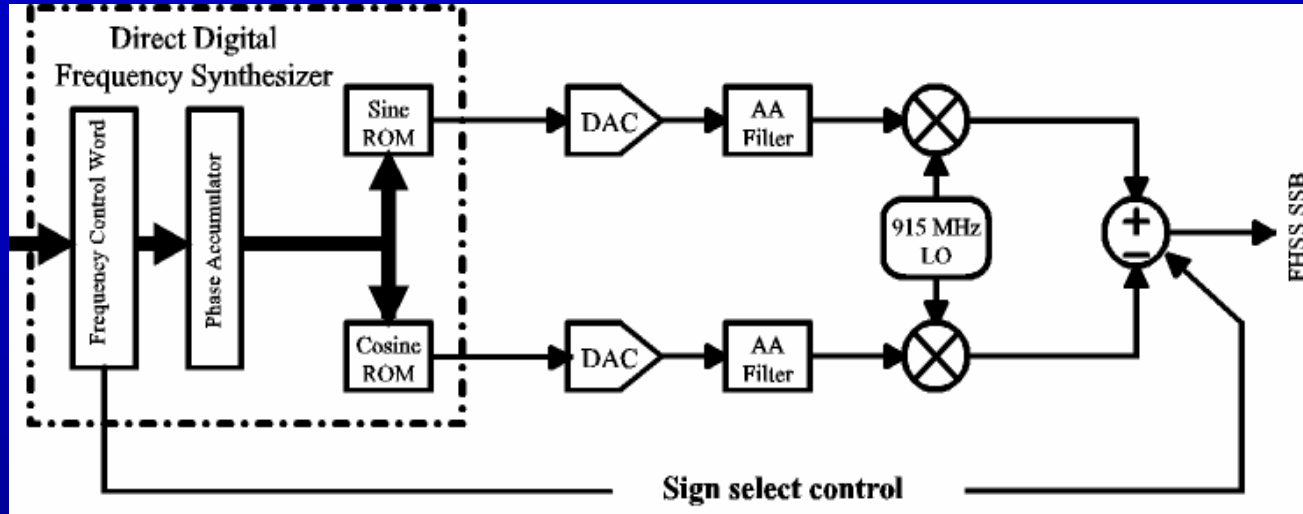 Direct Digital
Frequency Synthesizer
Frequency Control Word
Phase Accumulator
Sine
ROM
Cosine
ROM
DAC
AA
Filter
DAC
AA
Filter
915 MHz
LO
+
−
FHSS SSB
Sign select control